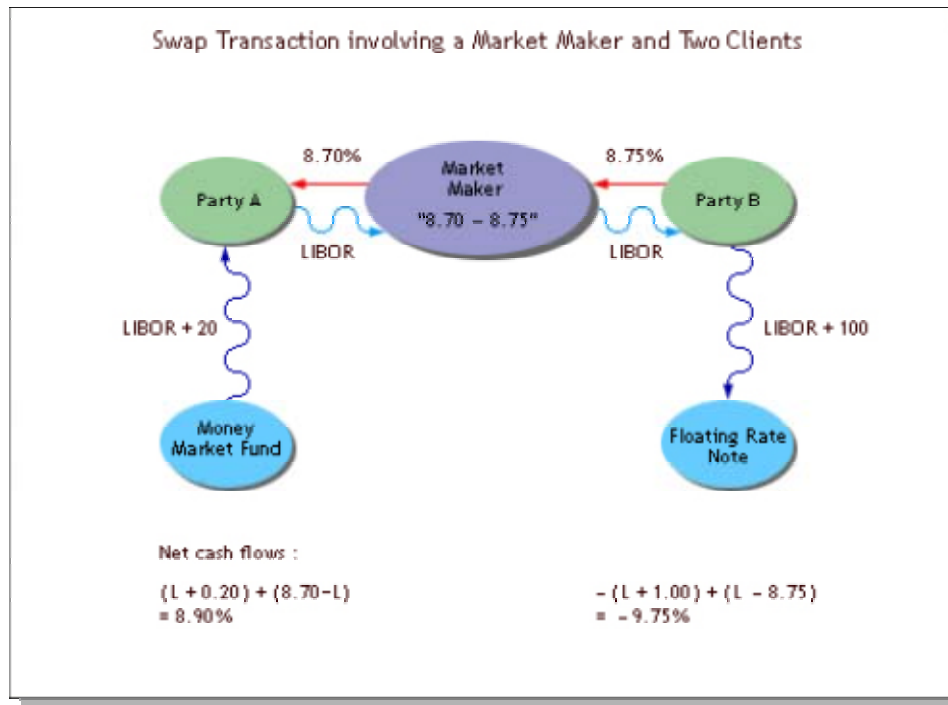 Swap Transaction involving a Market Maker and Two Clients
8.70%
8.75%
Market
Maker
"8.70 – 8.75"
Party A
Party B
LIBOR
LIBOR
LIBOR + 20
LIBOR + 100
Money
Market Fund
Floating Rate
Note
Net cash flows :
(L + 0.20) + (8.70-L)
= 8.90%
– (L + 1.00) + (L – 8.75)
= – 9.75%